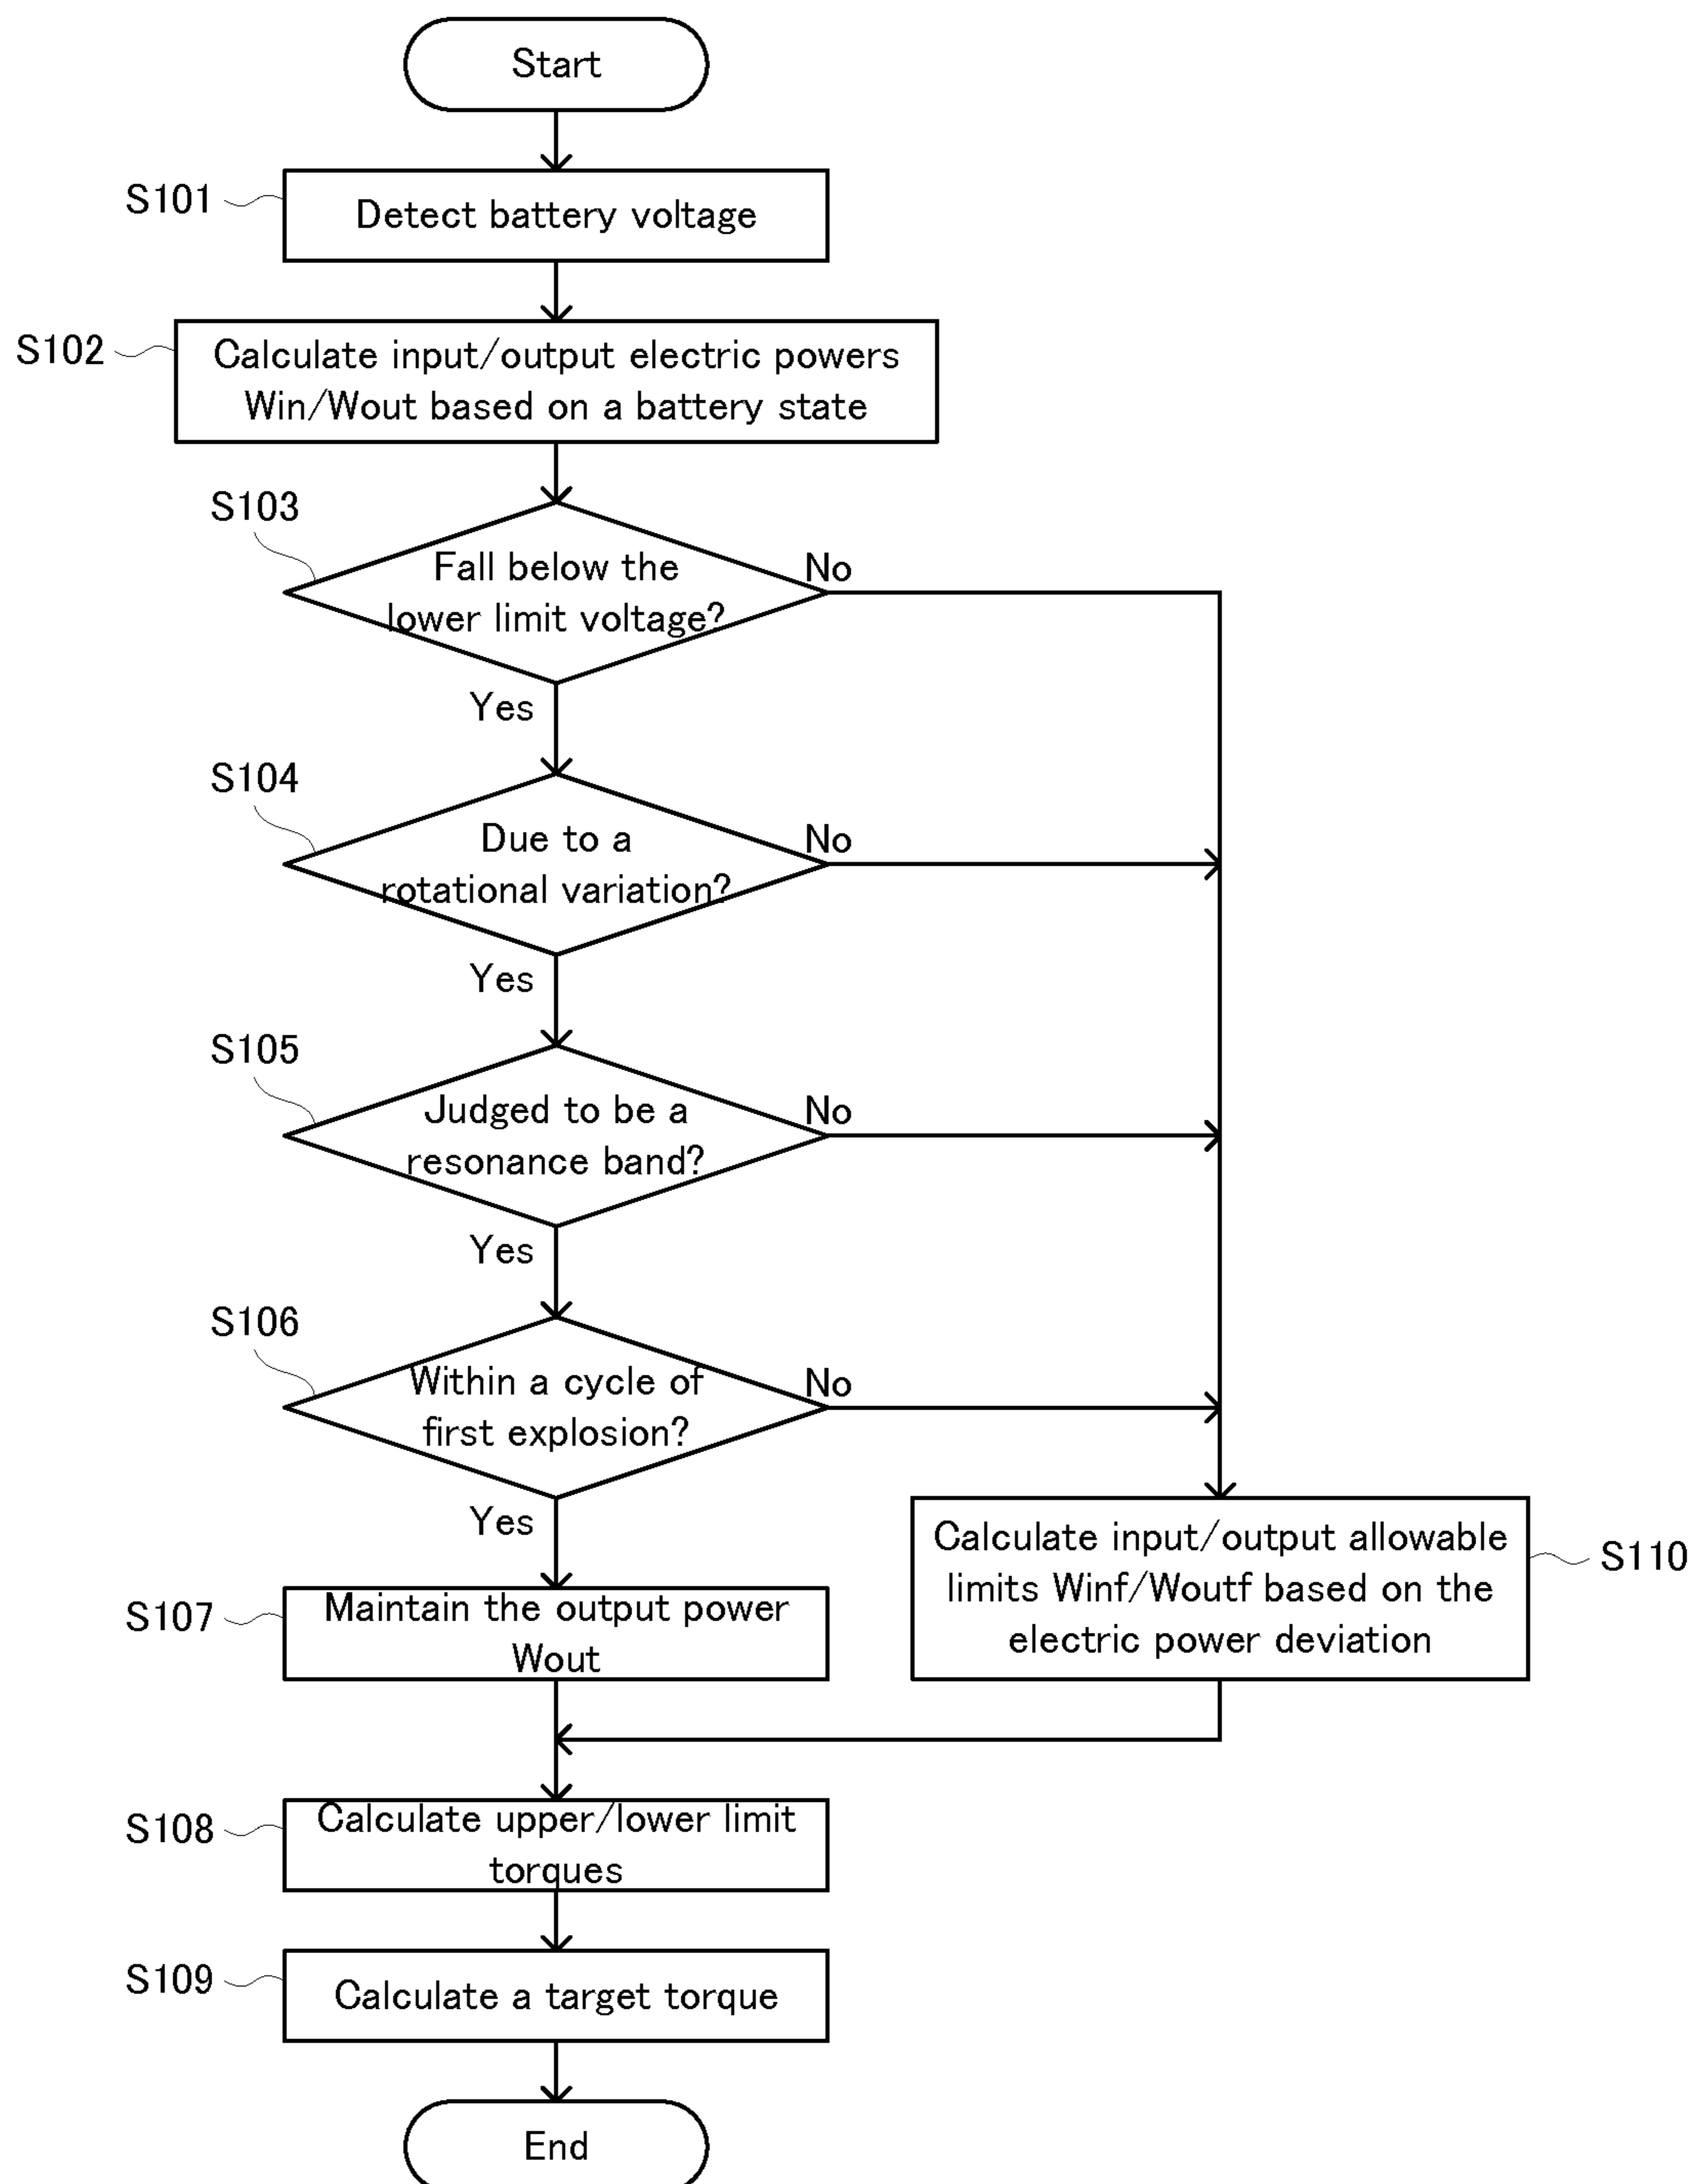 Start
S101
Detect battery voltage
S102
Calculate input/output electric powers
Win/Wout based on a battery state
S103
Fall below the
lower limit voltage?
No
Yes
S104
Due to a
rotational variation?
No
Yes
S105
Judged to be a
resonance band?
No
Yes
S106
Within a cycle of
first explosion?
No
Yes
S107
Maintain the output power
Wout
Calculate input/output allowable
limits Winf/Woutf based on the
electric power deviation
S110
S108
Calculate upper/lower limit
torques
S109
Calculate a target torque
End